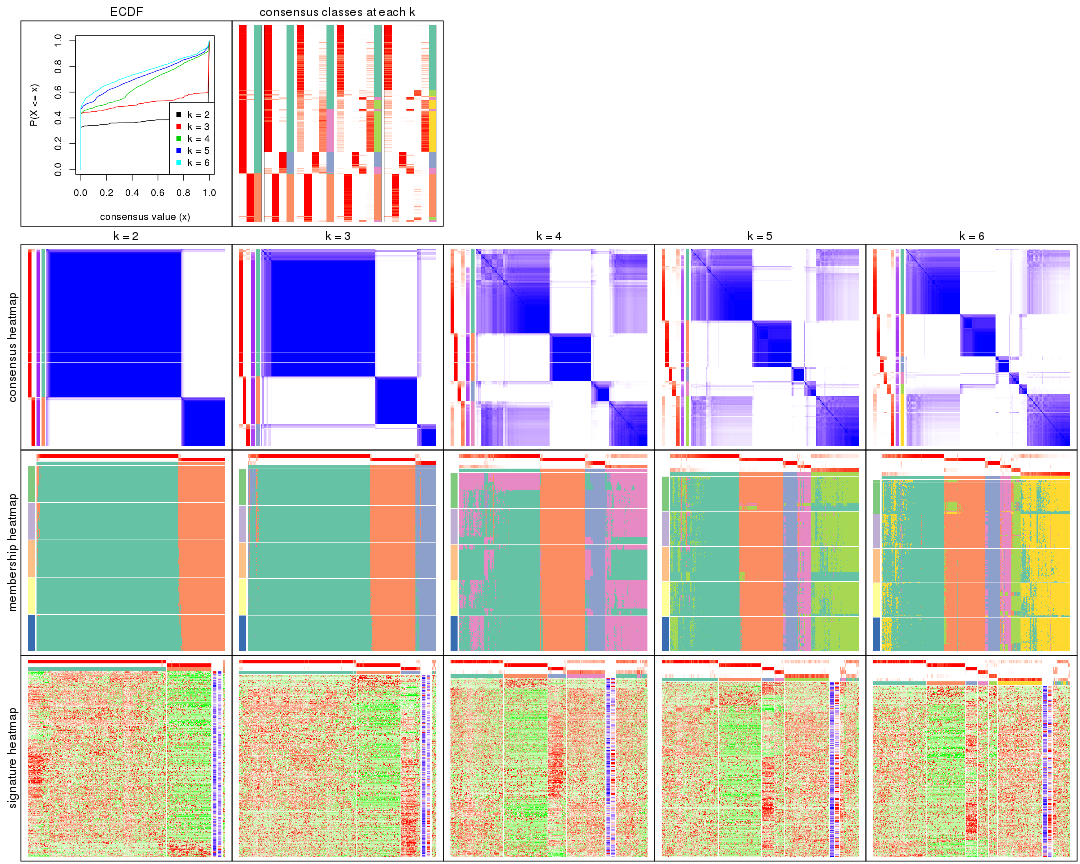 ECDF
consensus classes at each k
P(X <= x)
0.0 0.2 0.4 0.6 0.8 1.0
k = 2
k = 3
k = 4
k = 5
k = 6
0.0 0.2 0.4 0.6 0.8 1.0
consensus value (x)
k = 2
k = 3
k = 4
k = 5
k = 6
consensus heatmap
membership heatmap
signature heatmap